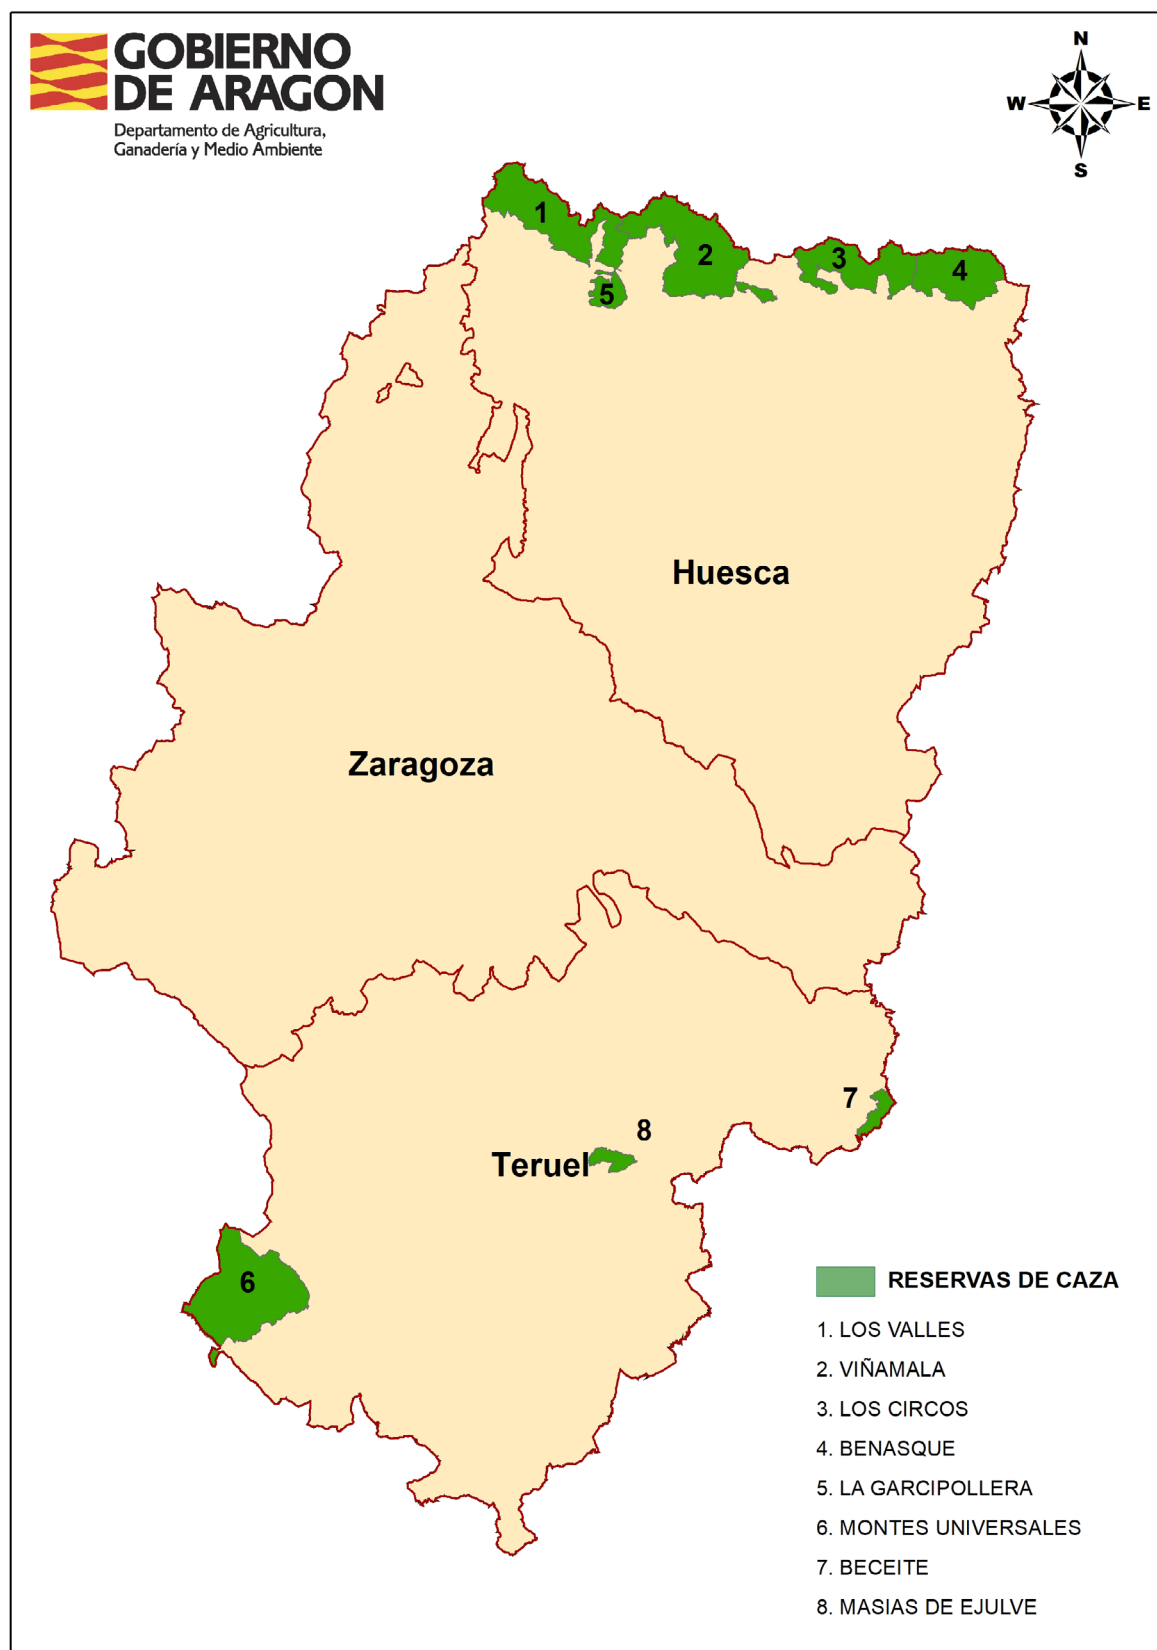 GOBIERNO
DE ARAGON
Departamento de Agricultura,
Ganadería y Medio Ambiente
N
W
E
S
1
2
3
4
5
Huesca
Zaragoza
7
8
Teruel
6
RESERVAS DE CAZA
1. LOS VALLES
2. VIÑAMALA
3. LOS CIRCOS
4. BENASQUE
5. LA GARCIPOLLERA
6. MONTES UNIVERSALES
7. BECEITE
8. MASIAS DE EJULVE